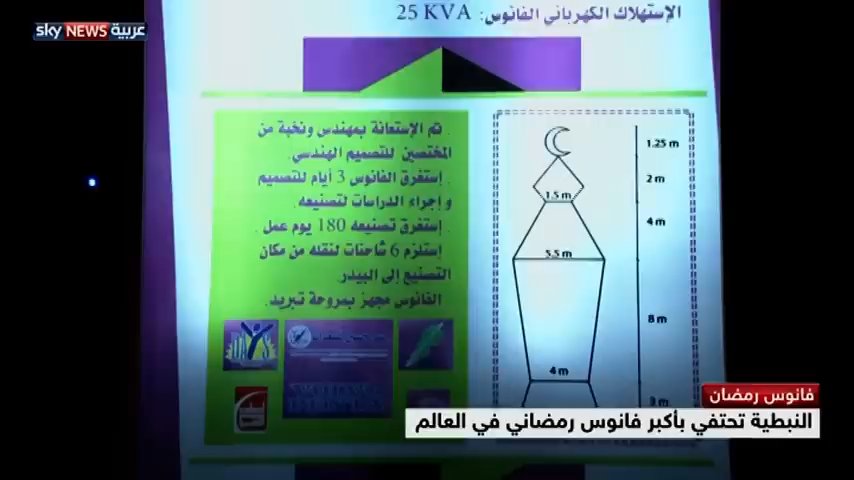 الإستهلاك الكهربائي الفانوس: 25 KVA
sky NEWS عربية
. تم الإستعانة بمهندس ونخبة من
المختصين للتصميم الهندسي.
. إستغرق الفانوس 3 أيام للتصميم
و إجراء الدراسات لتصنيعه.
. إستغرق تصنيعه 180 يوم عمل.
. إستلزم 6 شاحنات لنقله من مكان
التصنيع إلى البيدر.
. الفانوس مجهز بمروحة تبريد.
1.25 m
2 m
1.5 m
4 m
5.5 m
8 m
4 m
3 m
فانوس رمضان
النبطية تحتفي بأكبر فانوس رمضاني في العالم